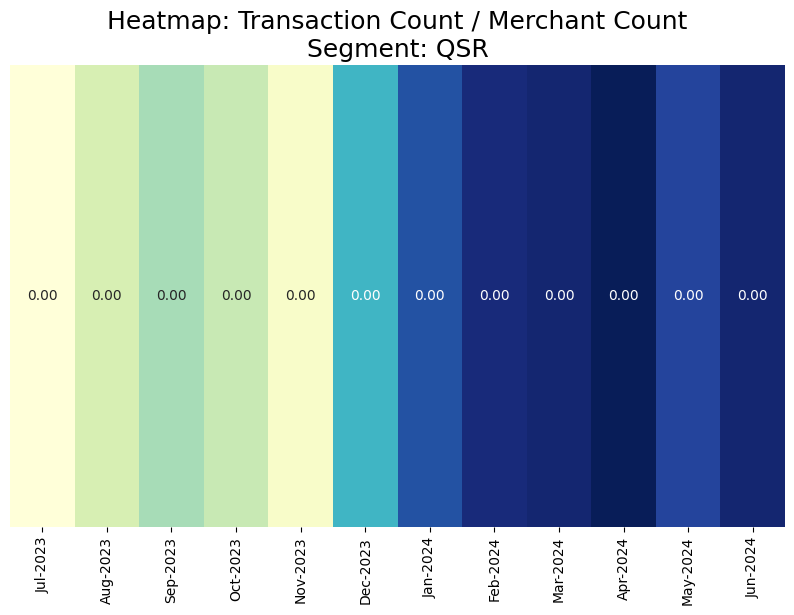 Heatmap: Transaction Count / Merchant Count
Segment: QSR
0.00 0.00 0.00 0.00 0.00 0.00 0.00 0.00 0.00 0.00 0.00 0.00
Jul-2023 Aug-2023 Sep-2023 Oct-2023 Nov-2023 Dec-2023 Jan-2024 Feb-2024 Mar-2024 Apr-2024 May-2024 Jun-2024